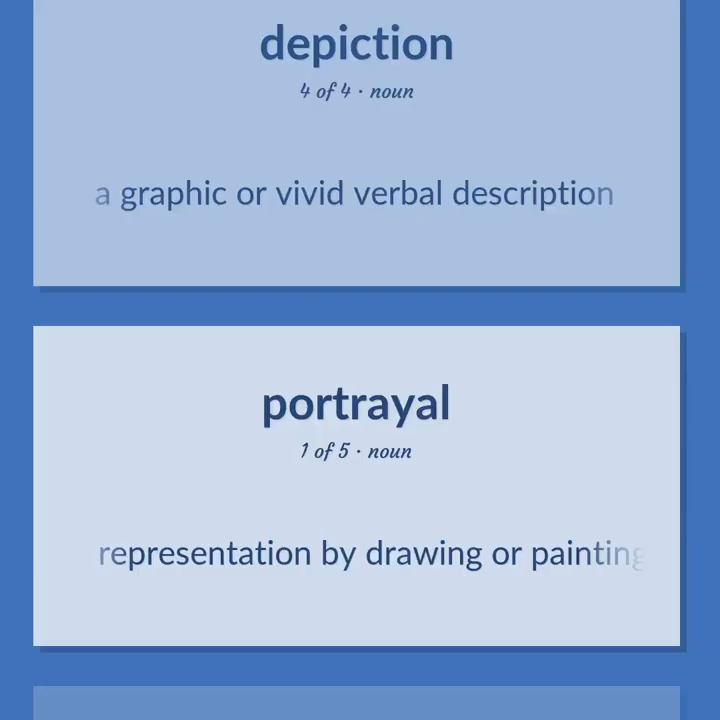 depiction
4 of 4 · noun
a graphic or vivid verbal description
portrayal
1 of 5 · noun
representation by drawing or painting